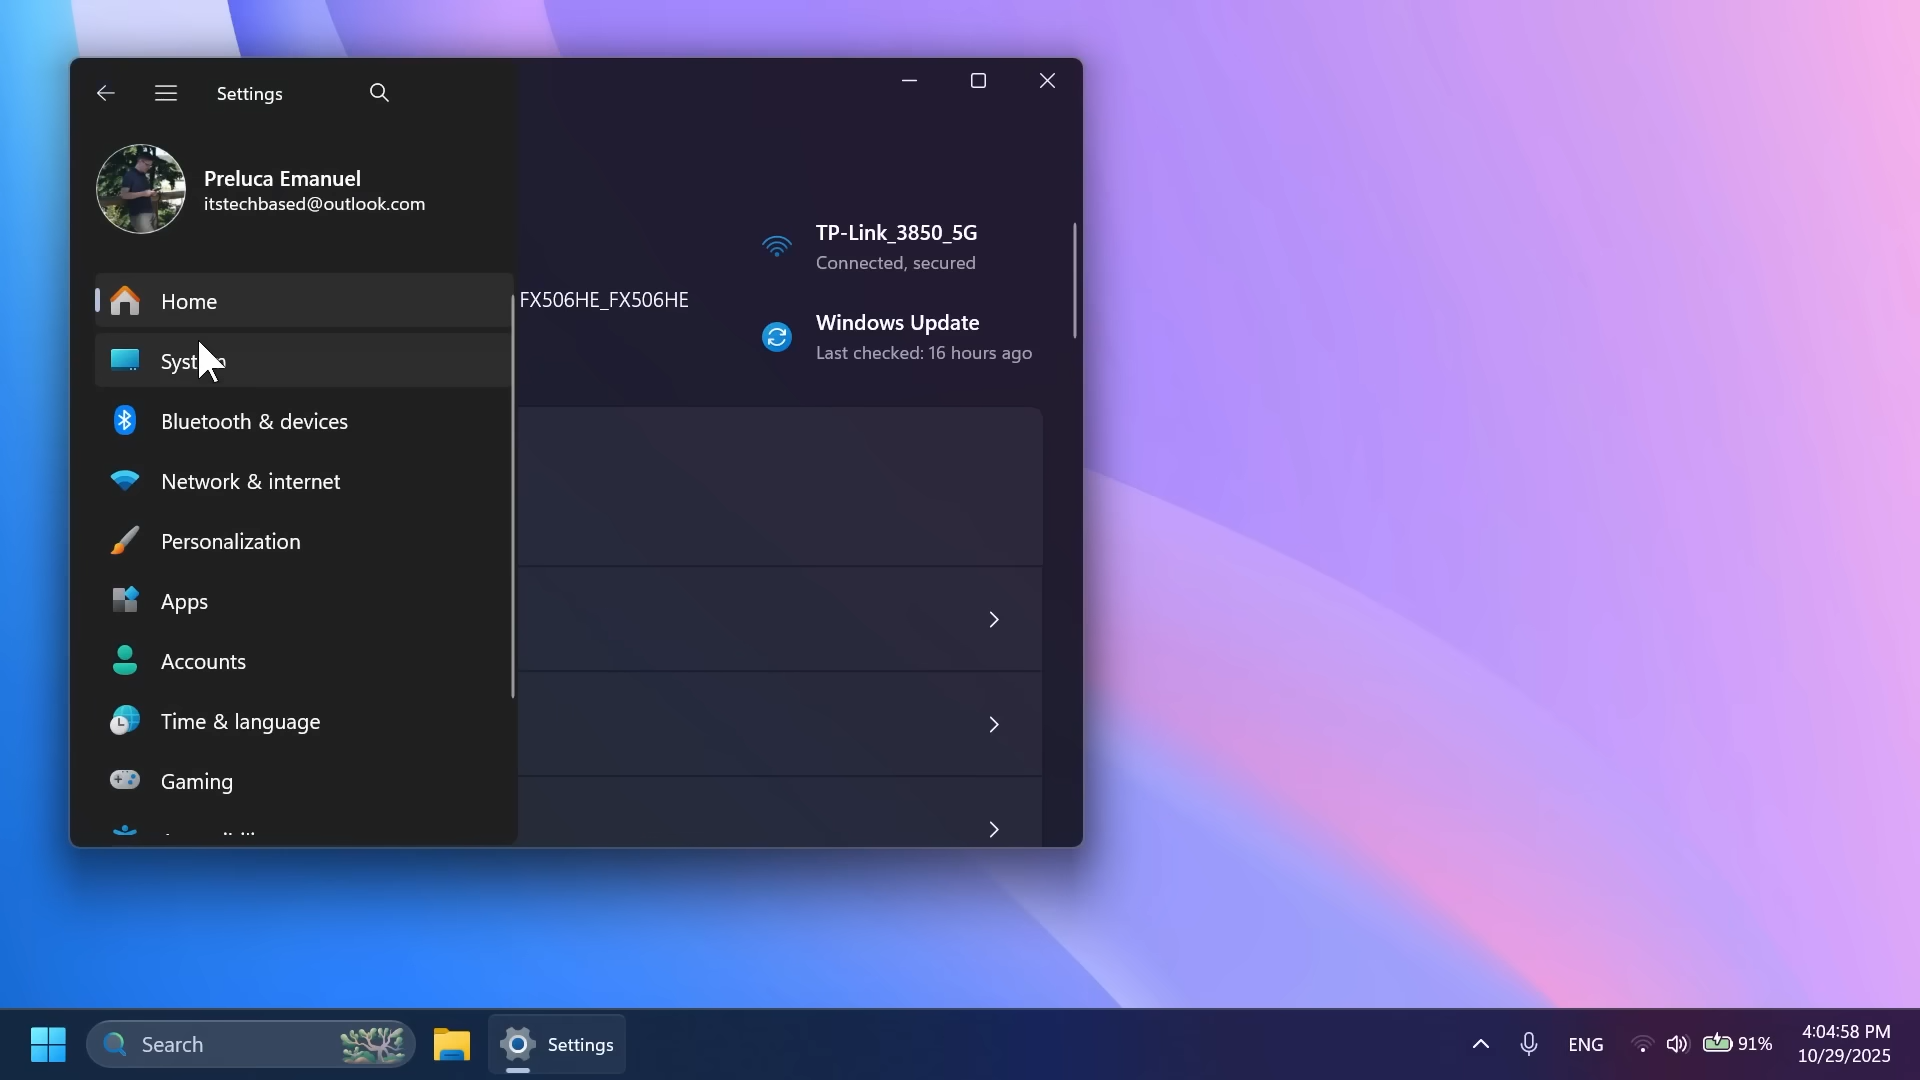 Settings
Preluca Emanuel
itstechbased@outlook.com
Home
System
Bluetooth & devices
Network & internet
Personalization
Apps
Accounts
Time & language
Gaming
FX506HE_FX506HE
TP-Link_3850_5G
Connected, secured
Windows Update
Last checked: 16 hours ago
Search
Settings
ENG
91%
4:04:58 PM
10/29/2025